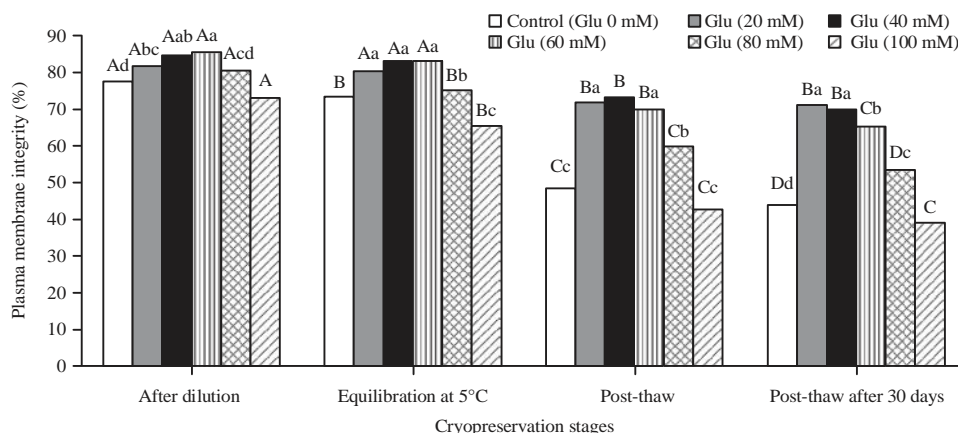 Control (Glu 0 mM) Glu (20 mM) Glu (40 mM)
Glu (60 mM) Glu (80 mM) Glu (100 mM)
Plasma membrane integrity (%)
90
80
70
60
50
40
30
20
10
0
Ad Abc Aab Aa Acd A
B Aa Aa Aa Bb Bc
Cc Ba B Ba Cb Cc
Dd Ba Ba Cb Dc C
After dilution Equilibration at 5°C Post-thaw Post-thaw after 30 days
Cryopreservation stages